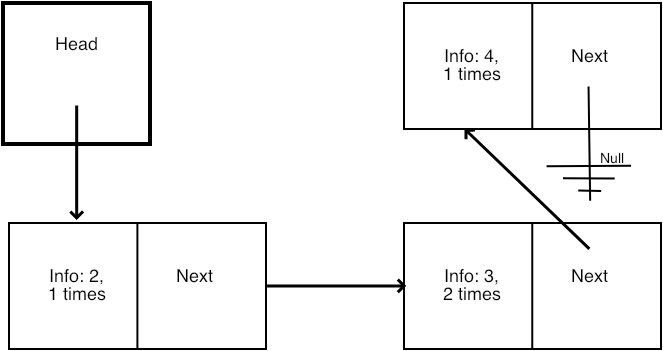 Head
Info: 4,
1 times
Next
Null
Info: 2,
1 times
Next
Info: 3,
2 times
Next